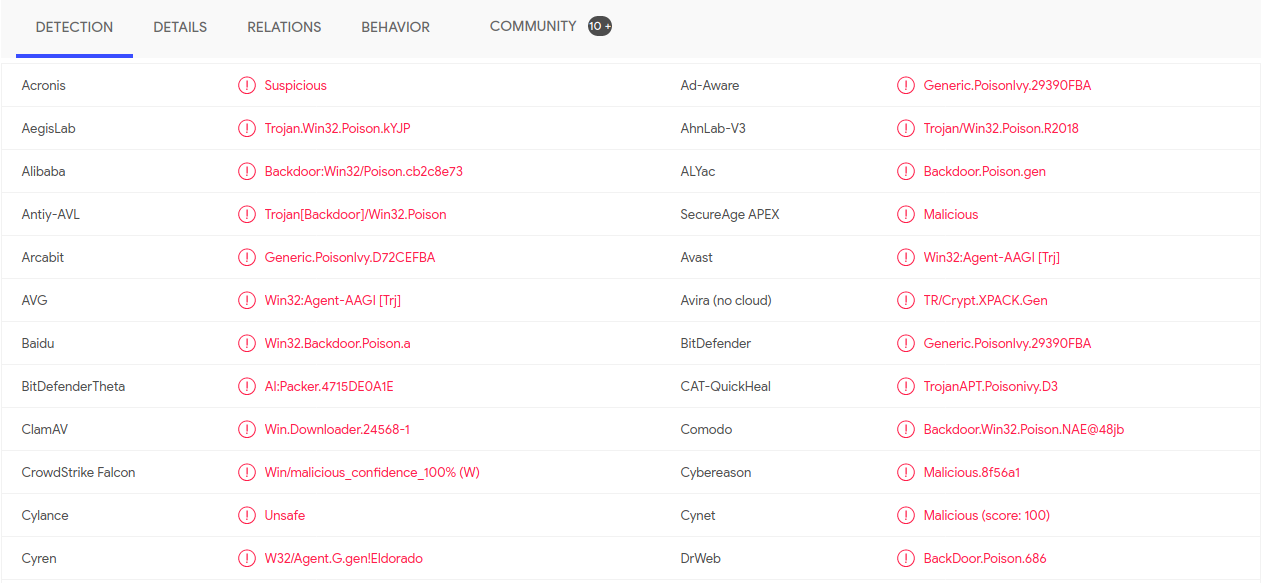 DETECTION DETAILS RELATIONS BEHAVIOR COMMUNITY 10 +
Acronis Suspicious Ad-Aware Generic.PoisonIvy.29390FBA
AegisLab Trojan.Win32.Poison.kYJP AhnLab-V3 Trojan/Win32.Poison.R2018
Alibaba Backdoor:Win32/Poison.cb2c8e73 ALYac Backdoor.Poison.gen
Antiy-AVL Trojan[Backdoor]/Win32.Poison SecureAge APEX Malicious
Arcabit Generic.PoisonIvy.D72CEFBA Avast Win32:Agent-AAGI [Trj]
AVG Win32:Agent-AAGI [Trj] Avira (no cloud) TR/Crypt.XPACK.Gen
Baidu Win32.Backdoor.Poison.a BitDefender Generic.PoisonIvy.29390FBA
BitDefenderTheta AI:Packer.4715DE0A1E CAT-QuickHeal TrojanAPT.Poisonivy.D3
ClamAV Win.Downloader.24568-1 Comodo Backdoor.Win32.Poison.NAE@48jb
CrowdStrike Falcon Win/malicious_confidence_100% (W) Cybereason Malicious.8f56a1
Cylance Unsafe Cynet Malicious (score: 100)
Cyren W32/Agent.G.gen!Eldorado DrWeb BackDoor.Poison.686